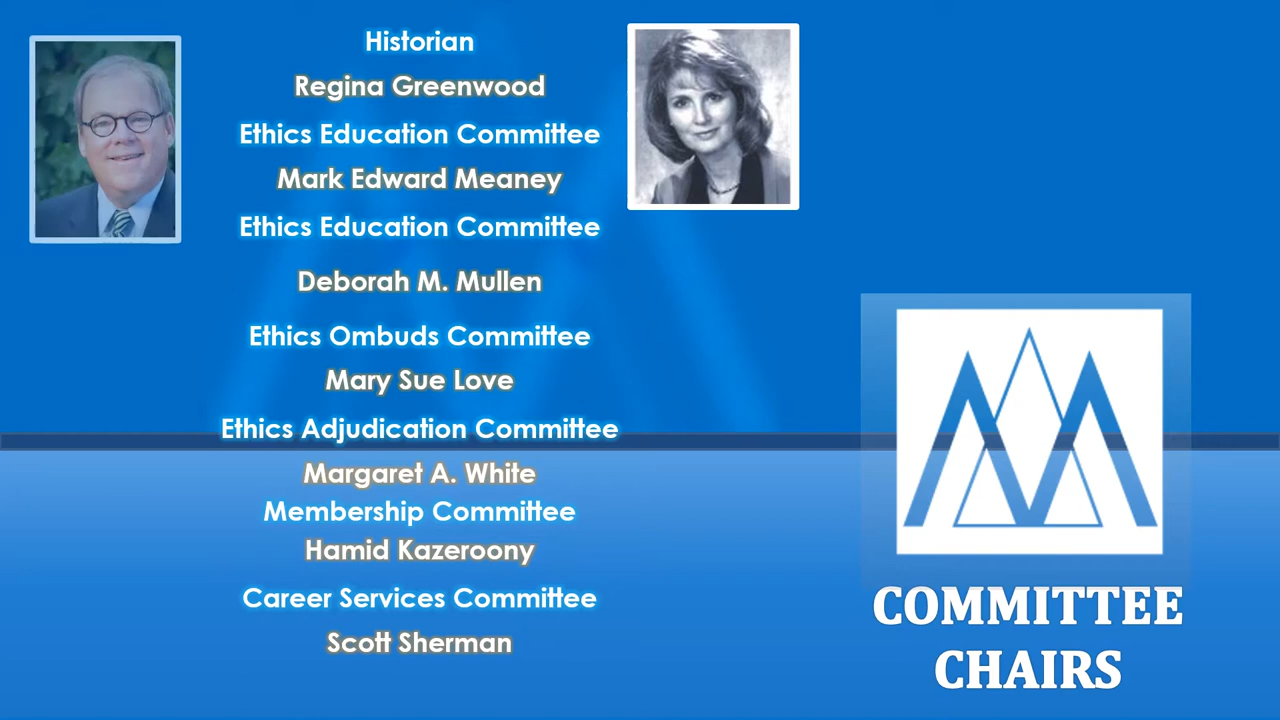 Historian
Regina Greenwood
Ethics Education Committee
Mark Edward Meaney
Ethics Education Committee
Deborah M. Mullen
Ethics Ombuds Committee
Mary Sue Love
Ethics Adjudication Committee
Margaret A. White
Membership Committee
Hamid Kazeroony
Career Services Committee
Scott Sherman
COMMITTEE
CHAIRS